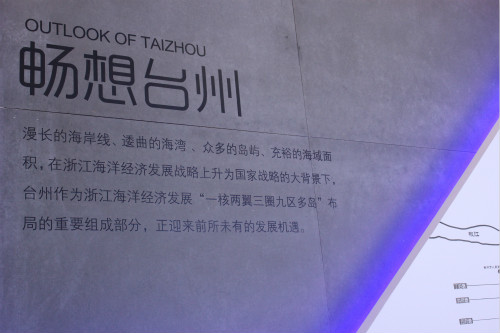 OUTLOOK OF TAIZHOU
畅想台州
漫长的海岸线、逶曲的海湾、众多的岛屿、充裕的海域面
积，在浙江海洋经济发展战略上升为国家战略的大背景下，
台州作为浙江海洋经济发展“一核两翼三圈九区多岛”布
局的重要组成部分，正迎来前所未有的发展机遇。